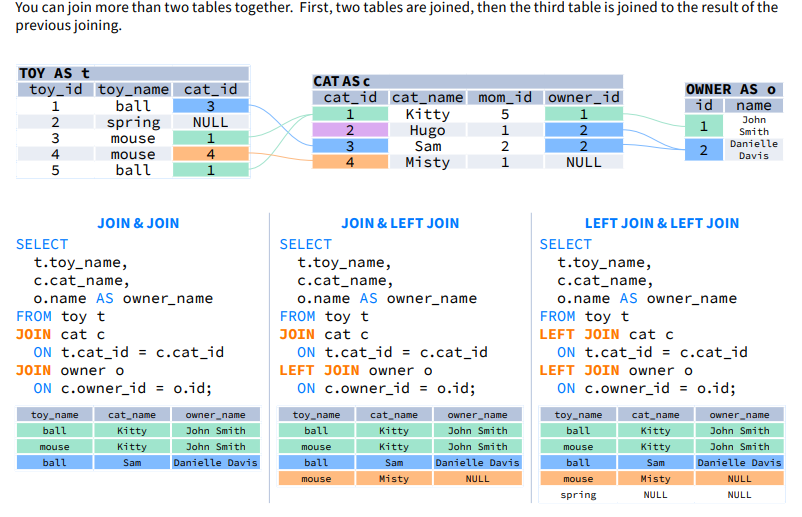 You can join more than two tables together. First, two tables are joined, then the third table is joined to the result of the
previous joining.
TOY AS t
toy_id toy_name cat_id
1 ball 3
2 spring NULL
3 mouse 1
4 mouse 4
5 ball 1
CAT AS c
cat_id cat_name mom_id owner_id
1 Kitty 5 1
2 Hugo 1 2
3 Sam 2 2
4 Misty 1 NULL
OWNER AS o
id name
1 John
Smith
2 Danielle
Davis
JOIN & JOIN
SELECT
t.toy_name,
c.cat_name,
o.name AS owner_name
FROM toy t
JOIN cat c
ON t.cat_id = c.cat_id
JOIN owner o
ON c.owner_id = o.id;
toy_name cat_name owner_name
ball Kitty John Smith
mouse Kitty John Smith
ball Sam Danielle Davis
JOIN & LEFT JOIN
SELECT
t.toy_name,
c.cat_name,
o.name AS owner_name
FROM toy t
JOIN cat c
ON t.cat_id = c.cat_id
LEFT JOIN owner o
ON c.owner_id = o.id;
toy_name cat_name owner_name
ball Kitty John Smith
mouse Kitty John Smith
ball Sam Danielle Davis
mouse Misty NULL
LEFT JOIN & LEFT JOIN
SELECT
t.toy_name,
c.cat_name,
o.name AS owner_name
FROM toy t
LEFT JOIN cat c
ON t.cat_id = c.cat_id
LEFT JOIN owner o
ON c.owner_id = o.id;
toy_name cat_name owner_name
ball Kitty John Smith
mouse Kitty John Smith
ball Sam Danielle Davis
mouse Misty NULL
spring NULL NULL